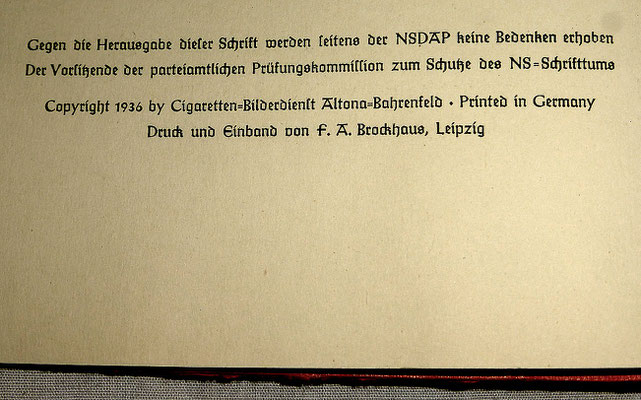 Gegen die Herausgabe dieser Schrift werden seitens der NSDAP keine Bedenken erhoben
Der Vorsitzende der parteiamtlichen Prüfungskommission zum Schutze des NS=Schrifttums
Copyright 1936 by Cigaretten=Bilderdienst Altona=Bahrenfeld • Printed in Germany
Druck und Einband von F. A. Brockhaus, Leipzig